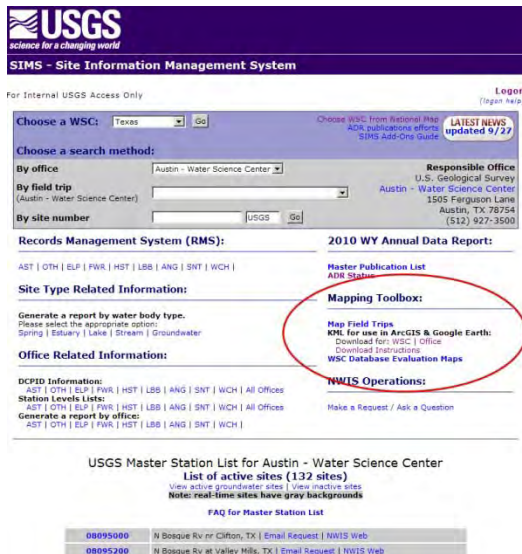 USGS
science for a changing world
SIMS - Site Information Management System
For Internal USGS Access Only
Logon
(logon help
Choose a WSC: Texas Go
Choose WSC from National Map
ADR publications efforts
SIMS Add-Ons Guide
LATEST NEWS
updated 9/27
Choose a search method:
By office Austin - Water Science Center
By field trip
(Austin - Water Science Center)
By site number USGS Go
Responsible Office
U.S. Geological Survey
Austin - Water Science Center
1505 Ferguson Lane
Austin, TX 78754
(512) 927-3500
Records Management System (RMS):
AST | OTH | ELP | FWR | HST | LBB | ANG | SNT | WCH |
Site Type Related Information:
Generate a report by water body type.
Please select the appropriate option:
Spring | Estuary | Lake | Stream | Groundwater
Office Related Information:
DCPID Information:
AST | OTH | ELP | FWR | HST | LBB | ANG | SNT | WCH | All Offices
Station Levels Lists:
AST | OTH | ELP | FWR | HST | LBB | ANG | SNT | WCH | All Offices
Generate a report by office:
AST | OTH | ELP | FWR | HST | LBB | ANG | SNT | WCH |
2010 WY Annual Data Report:
Master Publication List
ADR Status
Mapping Toolbox:
Map Field Trips
KML for use in ArcGIS & Google Earth:
Download for: WSC | Office
Download Instructions
WSC Database Evaluation Maps
NWIS Operations:
Make a Request / Ask a Question
USGS Master Station List for Austin - Water Science Center
List of active sites (132 sites)
View active groundwater sites | View inactive sites
Note: real-time sites have gray backgrounds
FAQ for Master Station List
08095000 N Bosque Rv nr Clifton, TX | Email Request | NWIS Web
08095200 N Bosque Rv at Valley Mills, TX | Email Request | NWIS Web